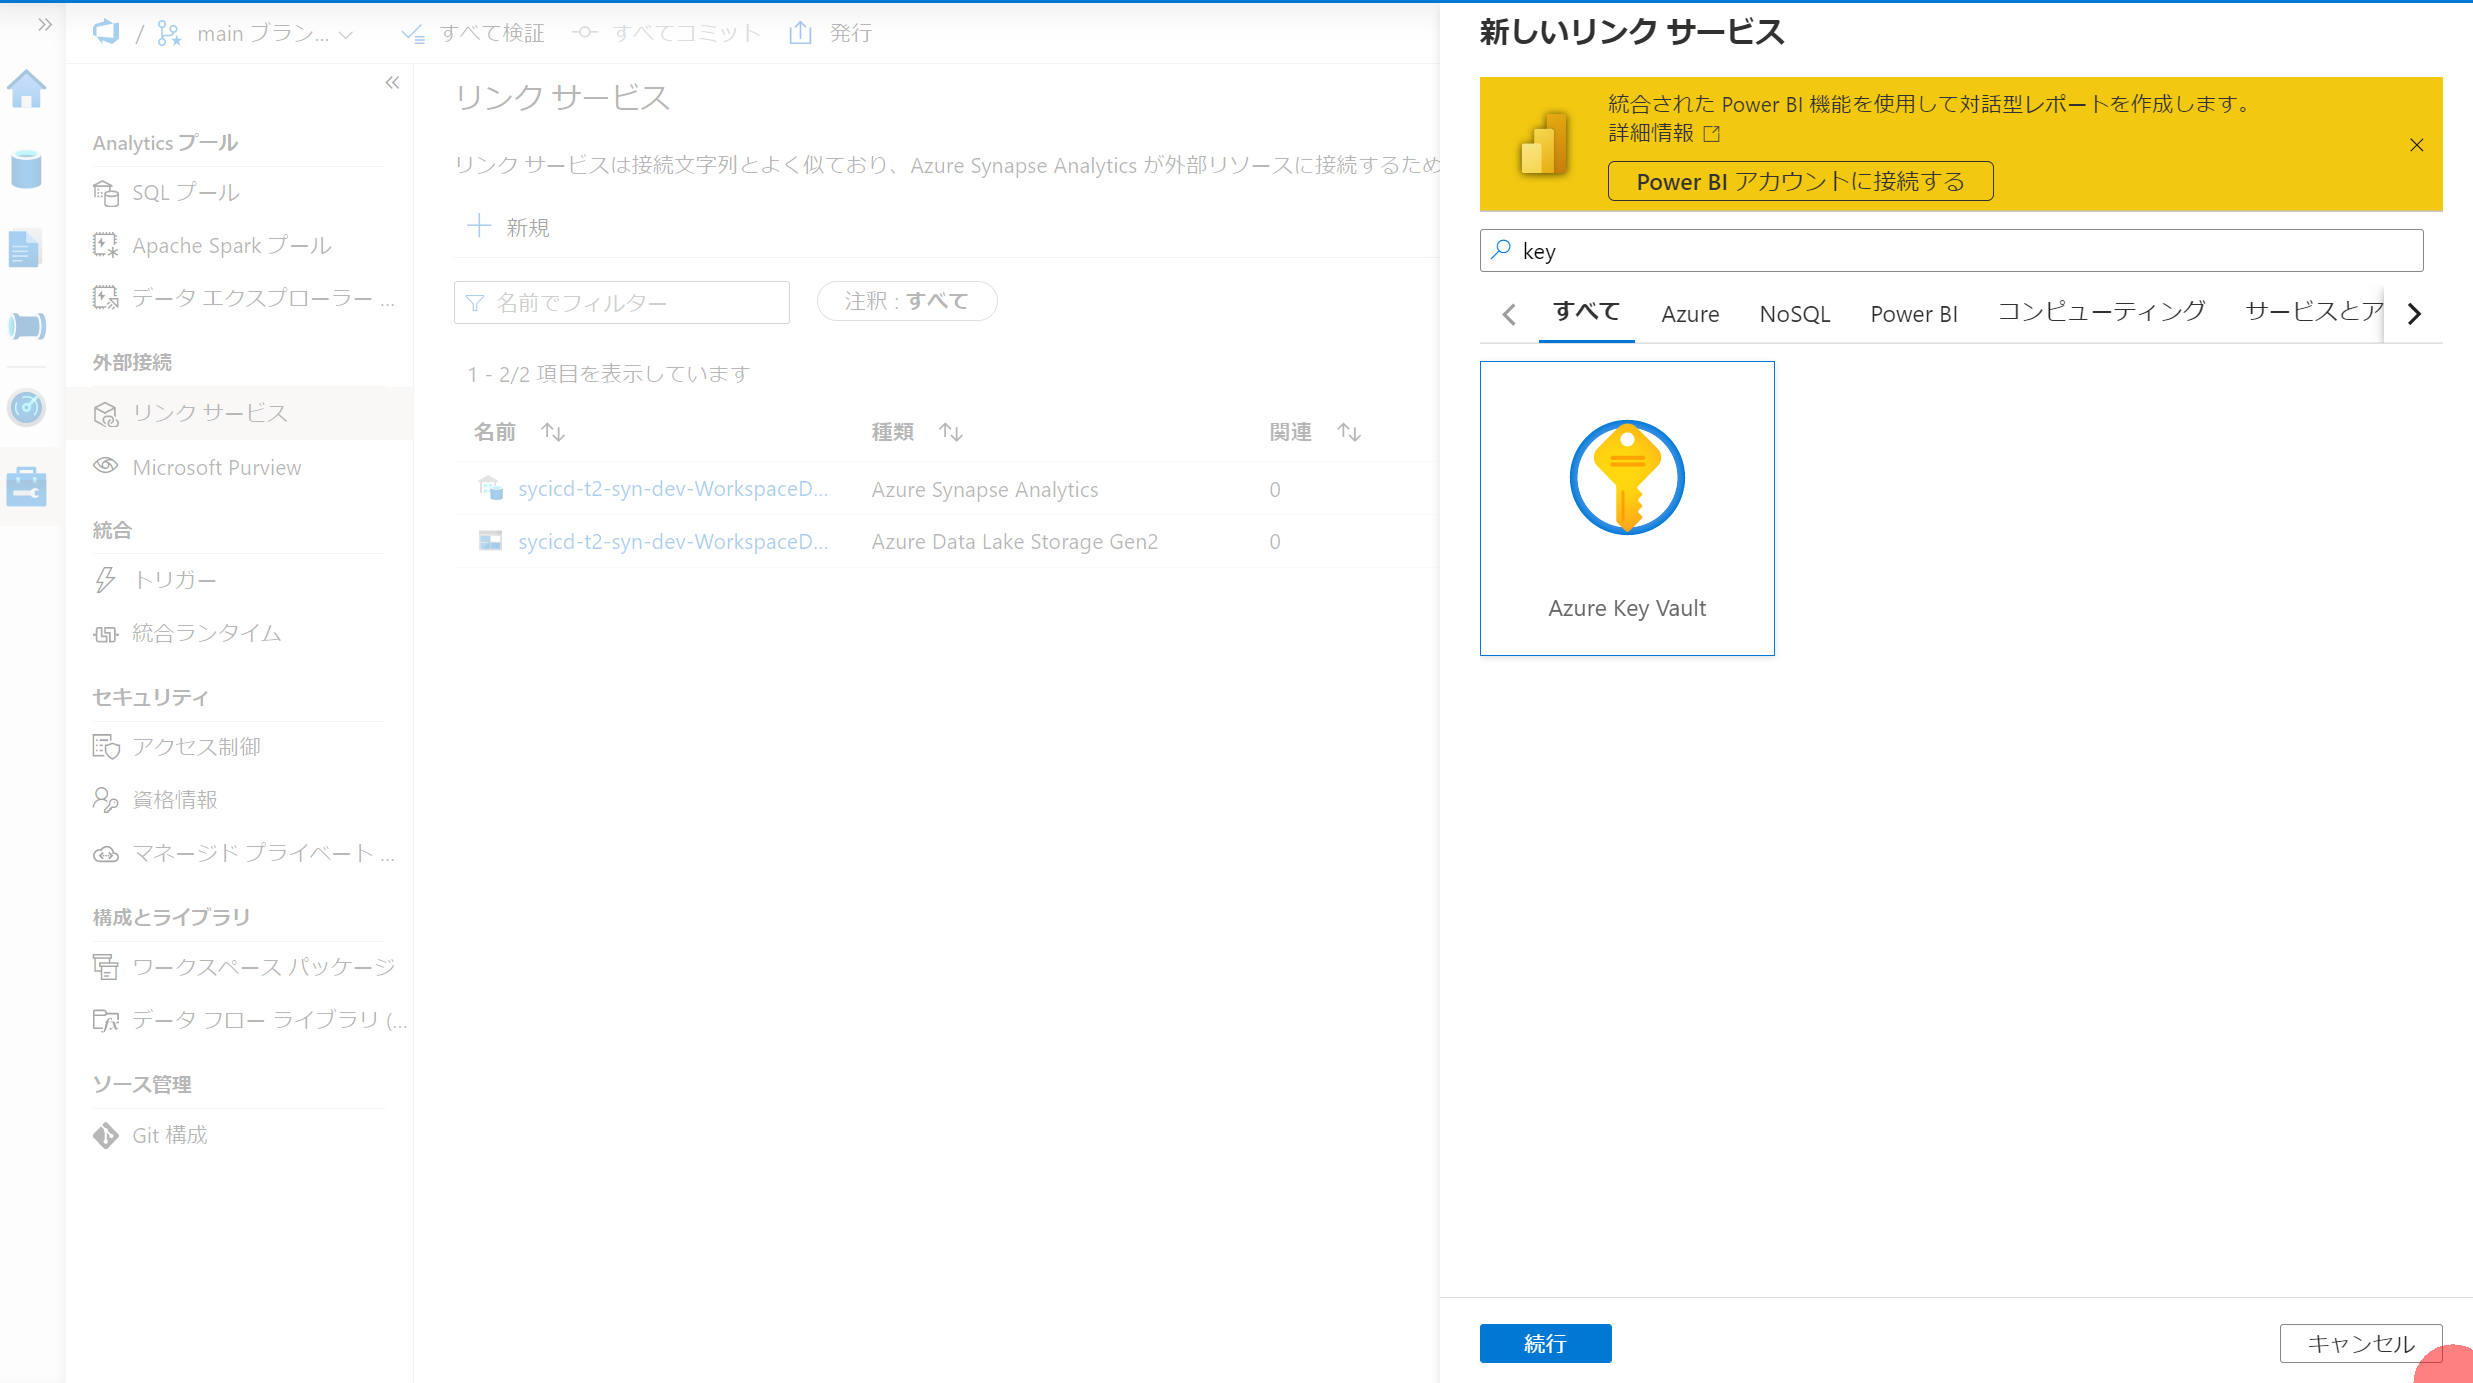 / main ブラン...
すべて検証
すべてコミット
発行
Analytics プール
SQL プール
Apache Spark プール
データ エクスプローラー ...
外部接続
リンク サービス
Microsoft Purview
統合
トリガー
統合ランタイム
セキュリティ
アクセス制御
資格情報
マネージド プライベート ...
構成とライブラリ
ワークスペース パッケージ
データ フロー ライブラリ (...
ソース管理
Git 構成
リンク サービス
リンク サービスは接続文字列とよく似ており、Azure Synapse Analytics が外部リソースに接続するため
新規
名前でフィルター
注釈 : すべて
1 - 2/2 項目を表示しています
名前 種類 関連
sycicd-t2-syn-dev-WorkspaceD... Azure Synapse Analytics 0
sycicd-t2-syn-dev-WorkspaceD... Azure Data Lake Storage Gen2 0
新しいリンク サービス
統合された Power BI 機能を使用して対話型レポートを作成します。
詳細情報
Power BI アカウントに接続する
key
すべて Azure NoSQL Power BI コンピューティング サービスとア
Azure Key Vault
続行
キャンセル